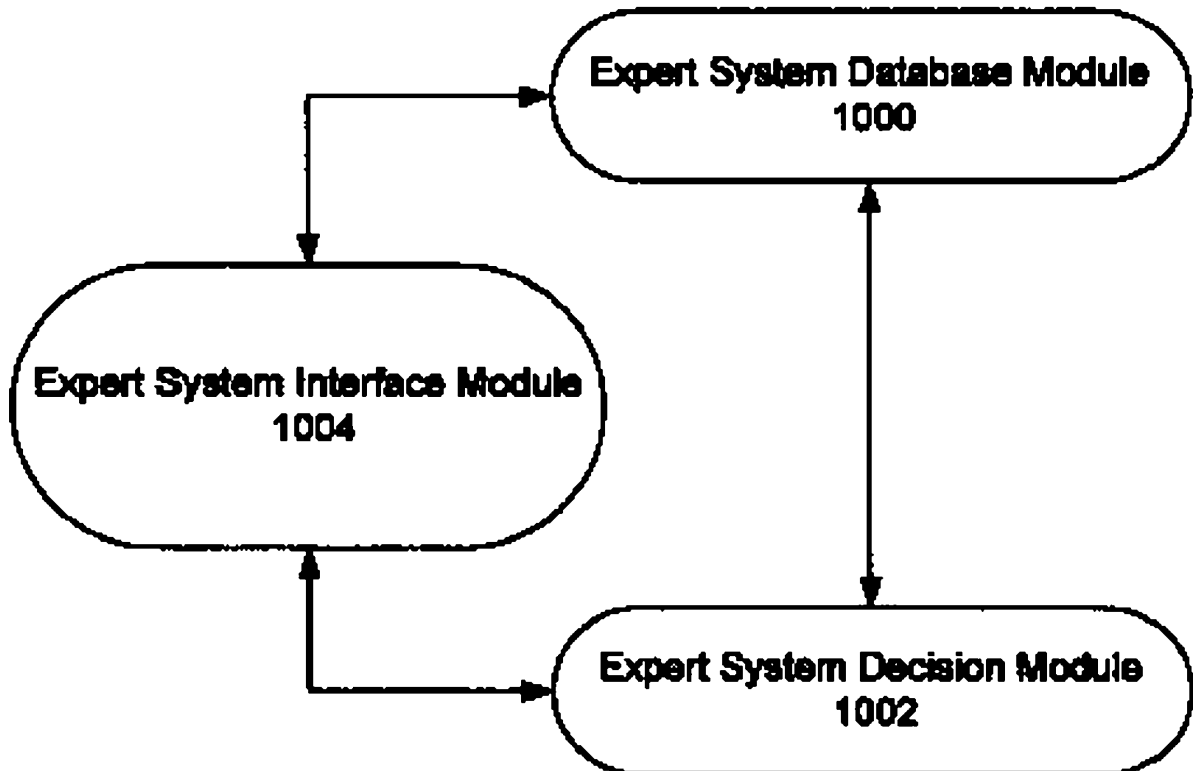 Expert System Database Module
1000
Expert System Interface Module
1004
Expert System Decision Module
1002